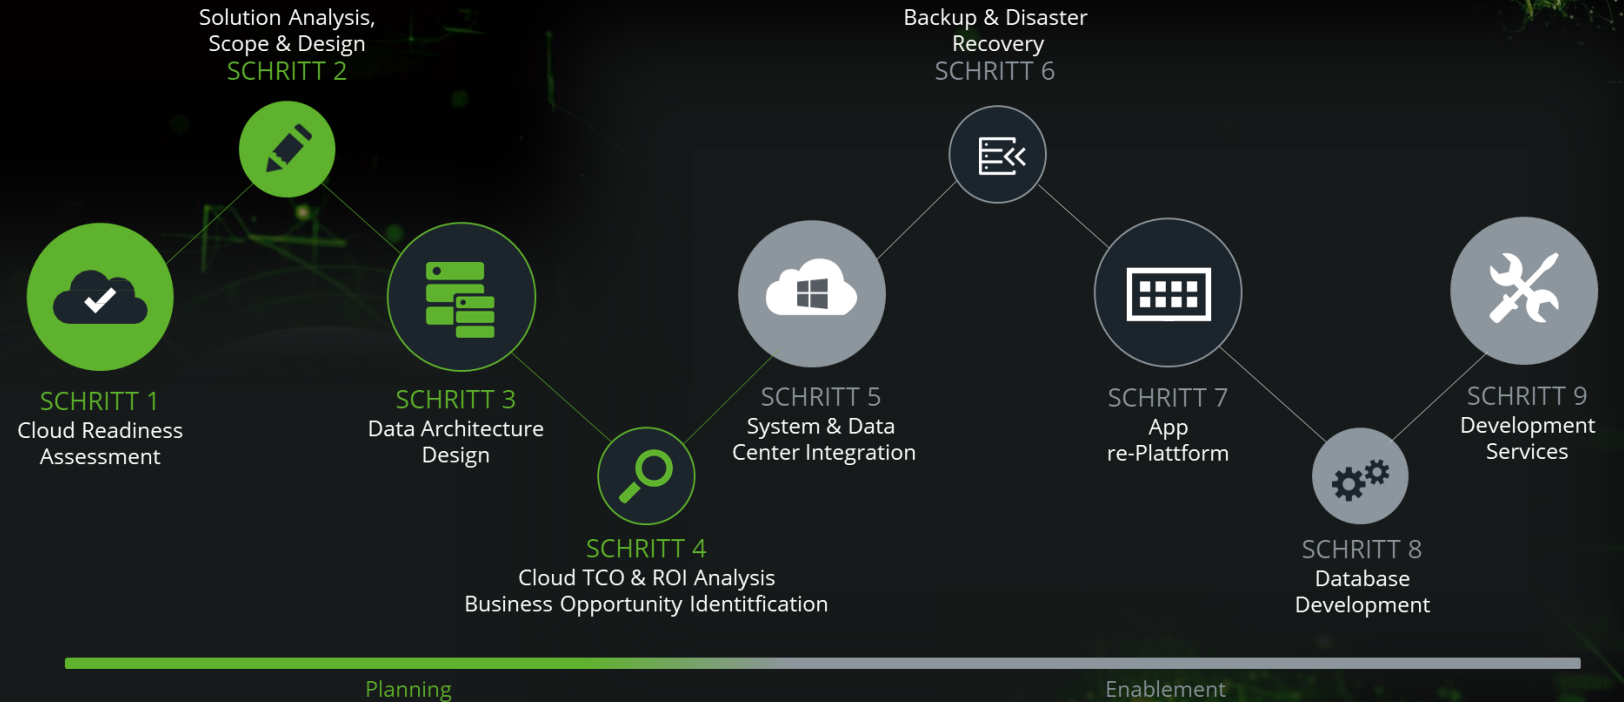 Solution Analysis,
Scope & Design
SCHRITT 2
Backup & Disaster
Recovery
SCHRITT 6
SCHRITT 1
Cloud Readiness
Assessment
SCHRITT 3
Data Architecture
Design
SCHRITT 4
Cloud TCO & ROI Analysis
Business Opportunity Identitfication
SCHRITT 5
System & Data
Center Integration
SCHRITT 7
App
re-Plattform
SCHRITT 8
Database
Development
SCHRITT 9
Development
Services
Planning
Enablement